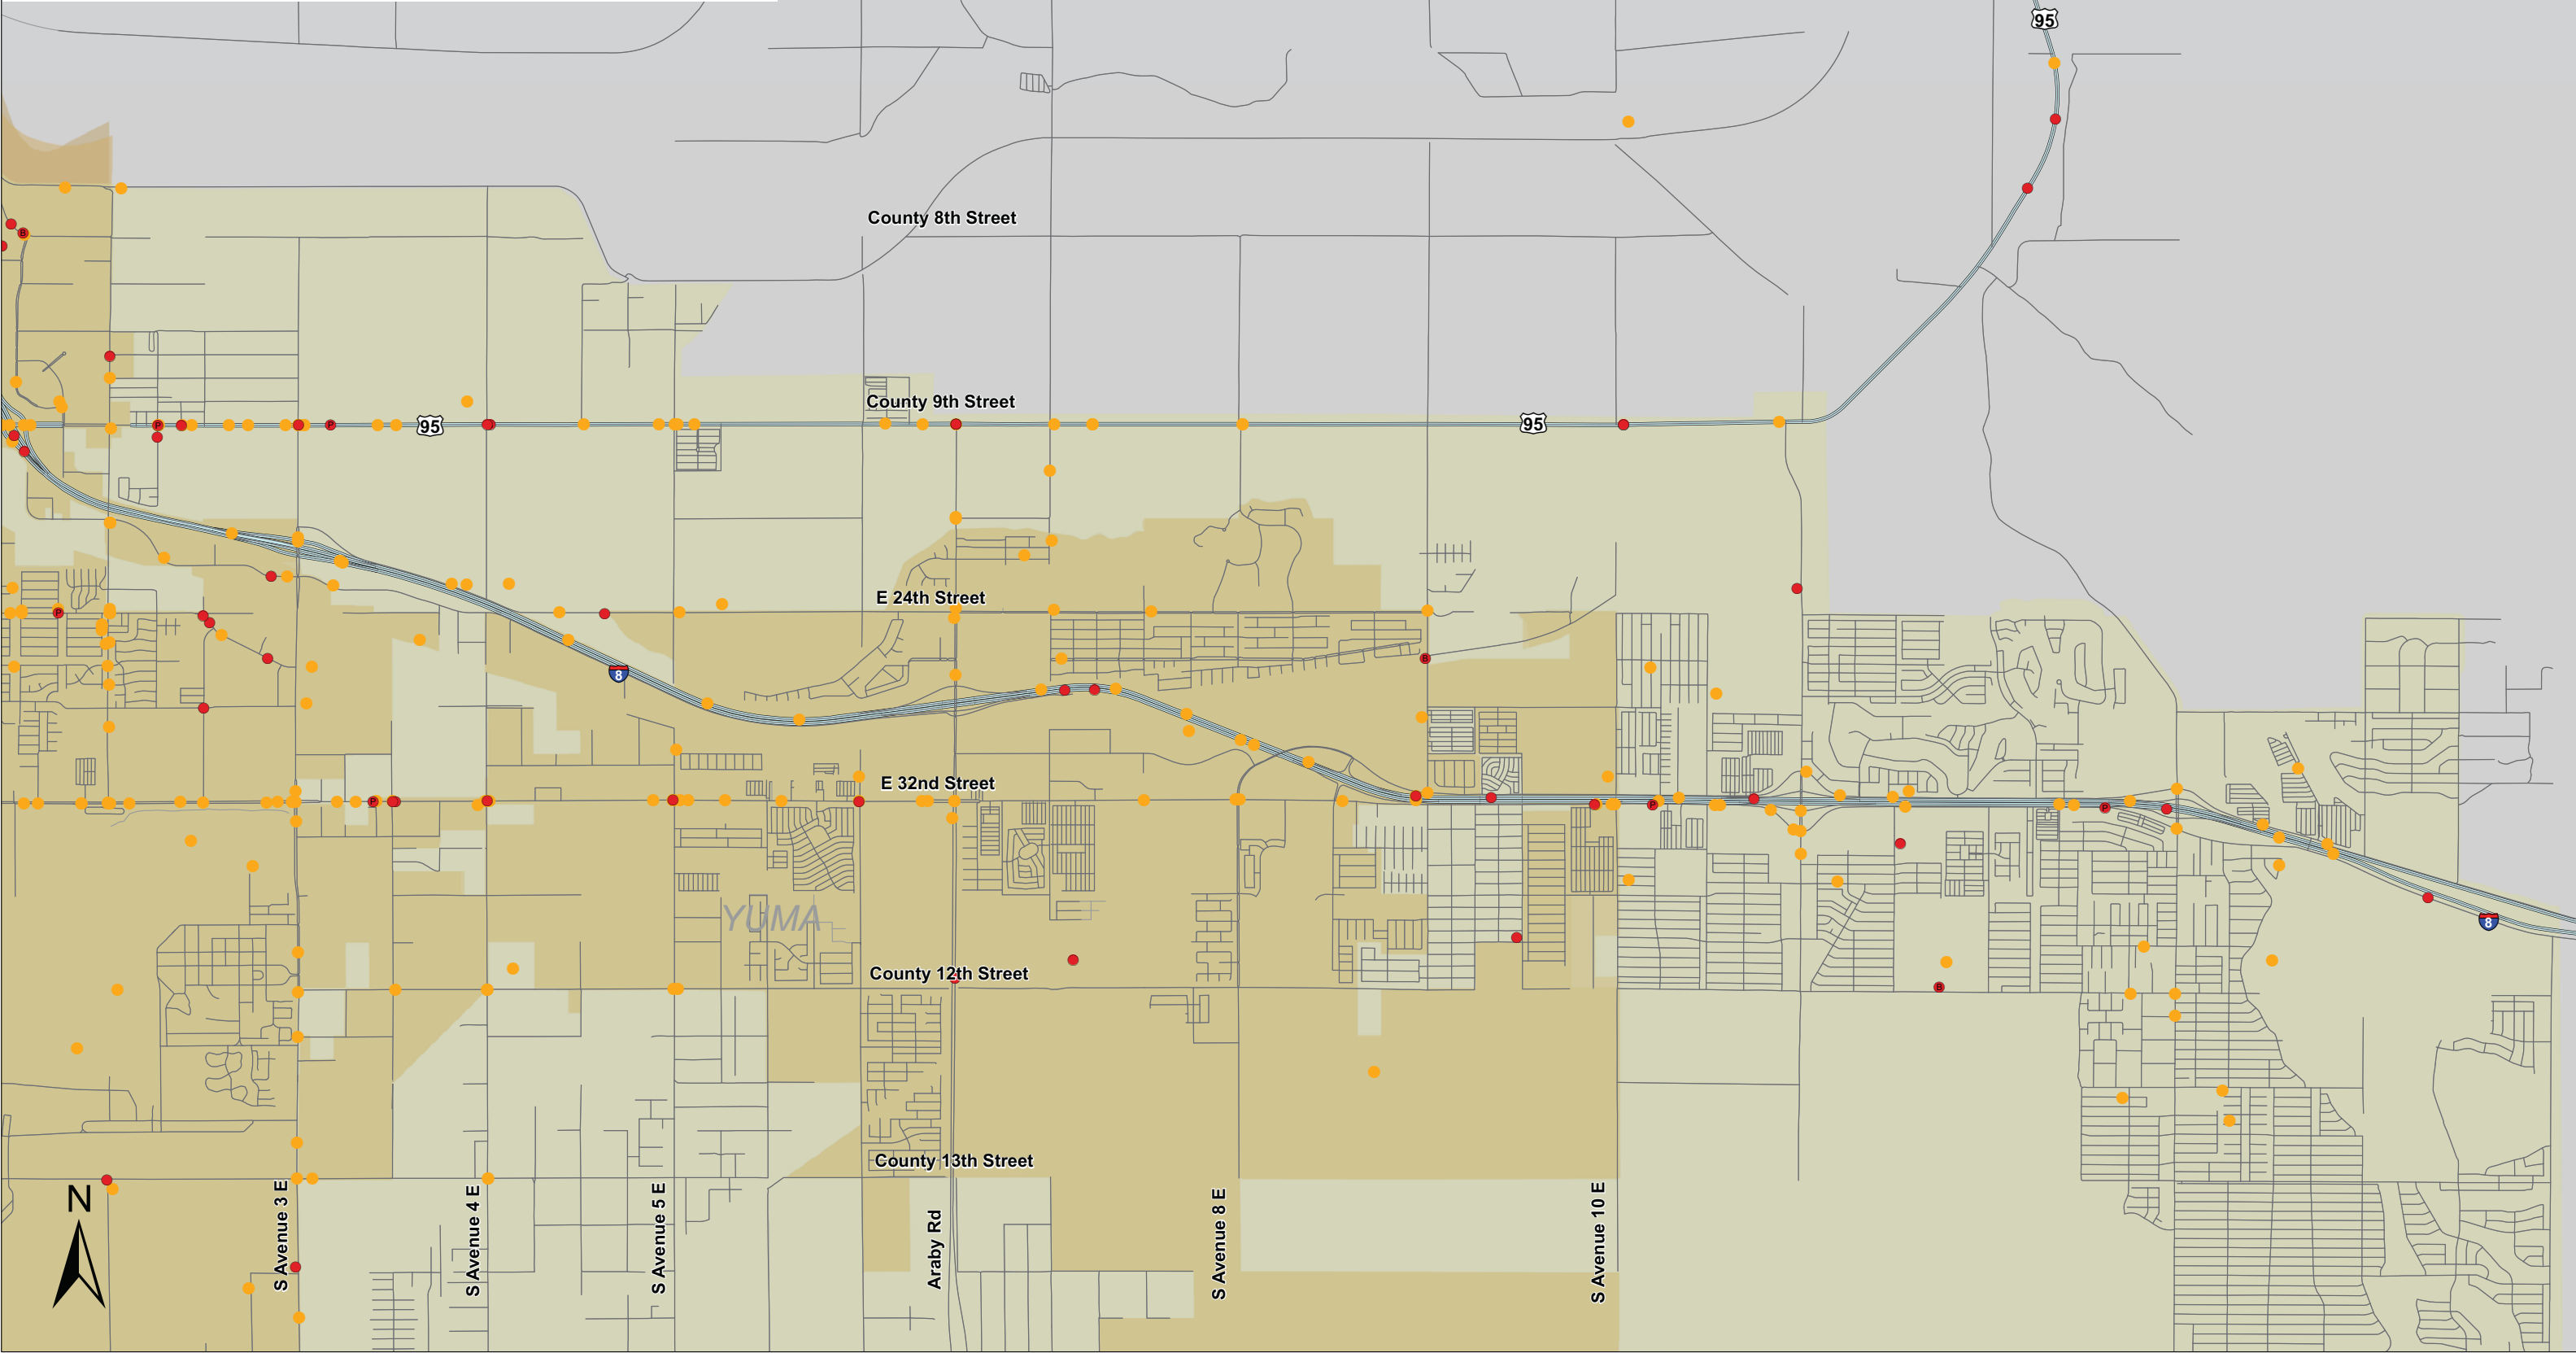 95
County 8th Street
B
County 9th Street
P
P
95
95
E 24th Street
P
B
8
E 32nd Street
P
P
P
YUMA
8
County 12th Street
B
County 13th Street
N
S Avenue 3 E
S Avenue 4 E
S Avenue 5 E
Araby Rd
S Avenue 8 E
S Avenue 10 E